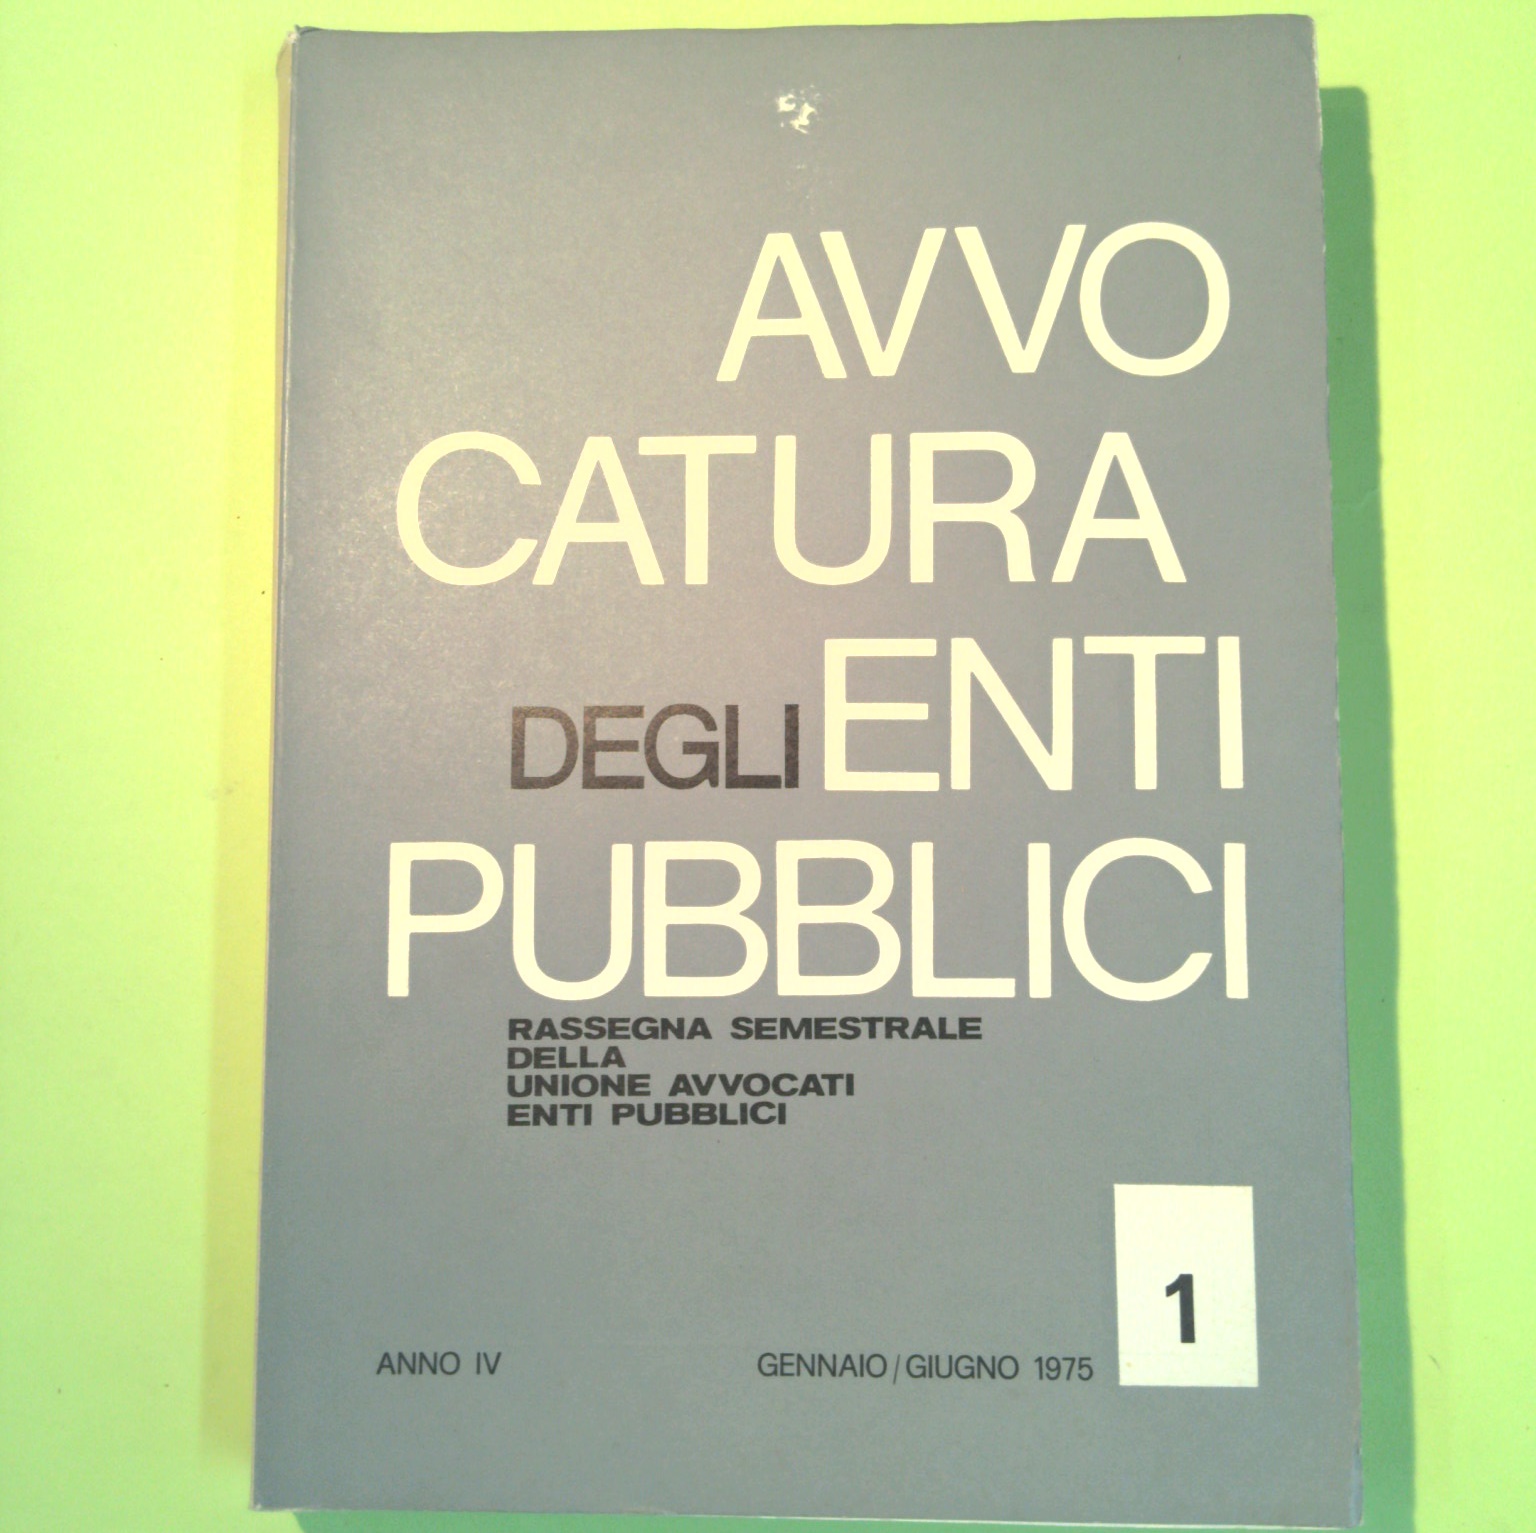 AVVO
CATURA
DEGLI ENTI
PUBBLICI
RASSEGNA SEMESTRALE
DELLA
UNIONE AVVOCATI
ENTI PUBBLICI
1
ANNO IV GENNAIO/GIUGNO 1975